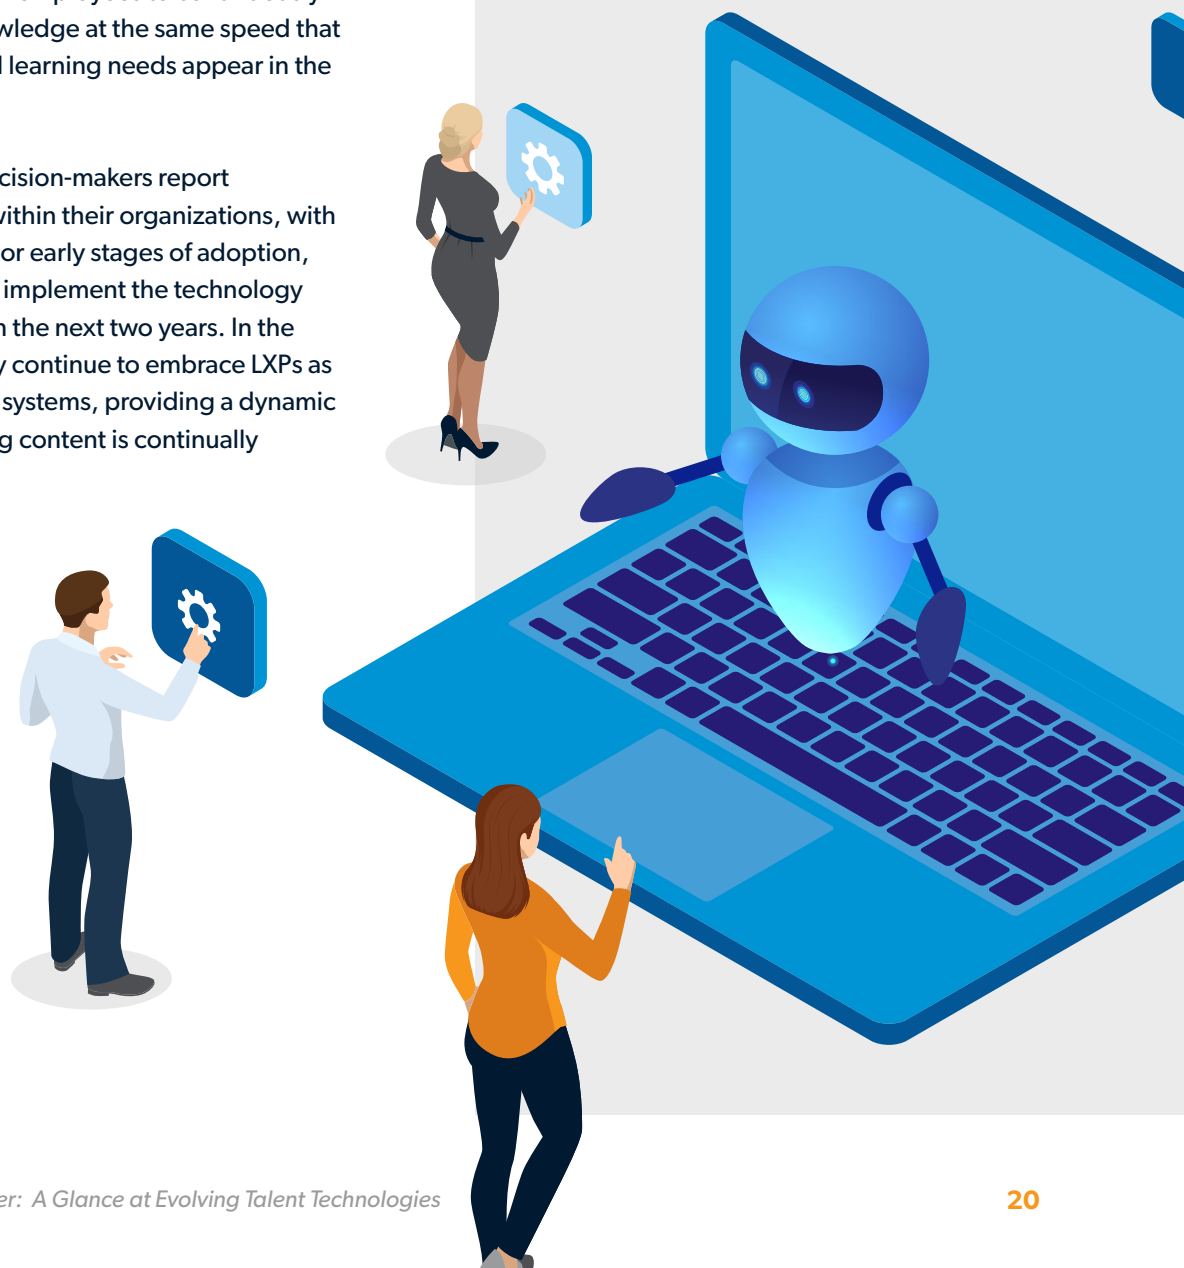 at the same speed that
learning needs appear in the
cision-makers report
within their organizations, with
or early stages of adoption,
implement the technology
the next two years. In the
continue to embrace LXPs as
systems, providing a dynamic
content is continually
er: A Glance at Evolving Talent Technologies
20